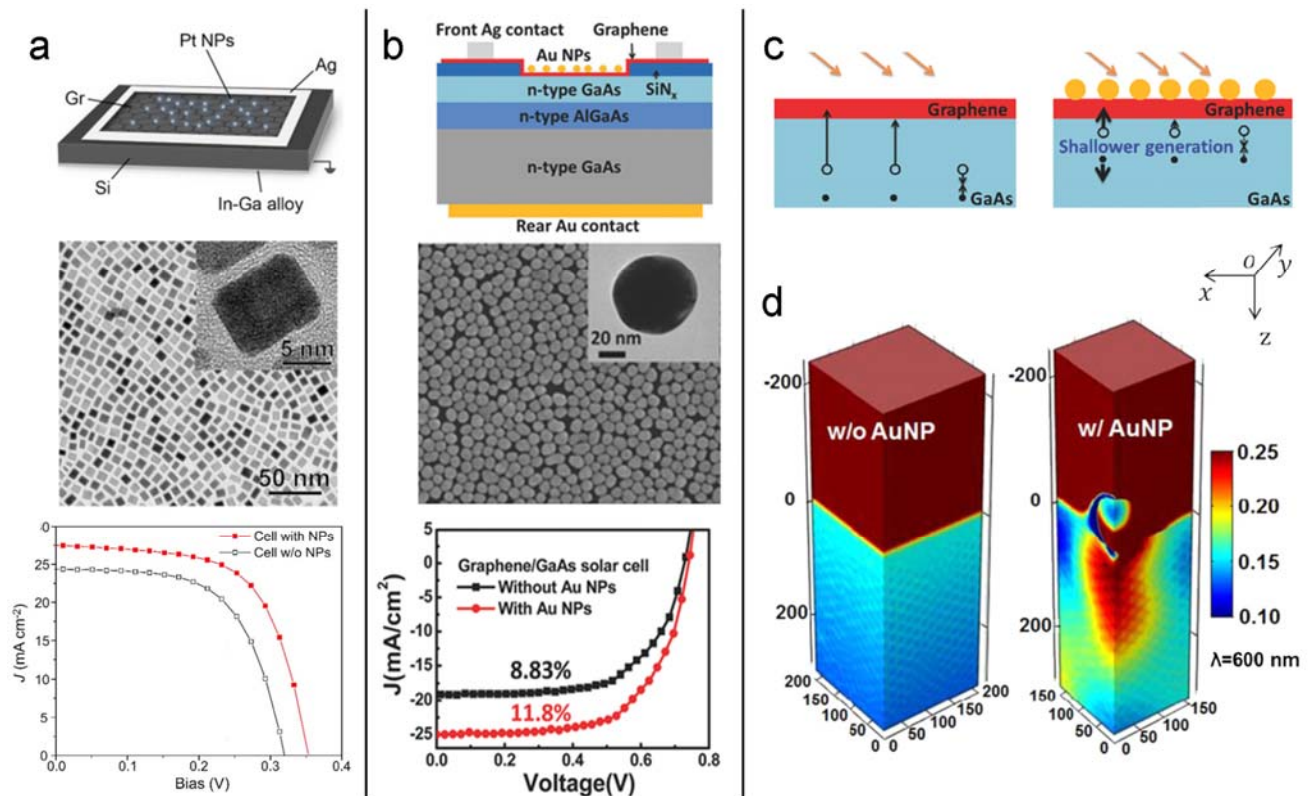 a
Pt NPs
Ag
Gr
Si
In-Ga alloy
5 nm
50 nm
Cell with NPs
Cell w/o NPs
J (mA cm⁻²)
30
25
20
15
10
5
0
0.0 0.1 0.2 0.3 0.4
Bias (V)
b
Front Ag contact
Graphene
Au NPs
SiNₓ
n-type GaAs
n-type AlGaAs
n-type GaAs
Rear Au contact
20 nm
J(mA/cm²)
5
0
-5
-10
-15
-20
-25
Graphene/GaAs solar cell
Without Au NPs
With Au NPs
8.83%
11.8%
0.0 0.2 0.4 0.6 0.8
Voltage(V)
c
Graphene
GaAs
Graphene
Shallower generation
GaAs
O
x
y
z
d
-200
0
200
w/o AuNP
200
150
100
50
0
0
50
100
150
200
-200
0
200
w/ AuNP
150
100
50
0
0
50
100
150
0.25
0.20
0.15
0.10
λ=600 nm